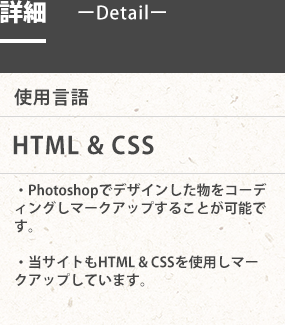 詳細 ーDetailー
使用言語
HTML & CSS
・Photoshopでデザインした物をコーデ
ィングしマークアップすることが可能で
す。
・当サイトもHTML & CSSを使用しマー
クアップしています。